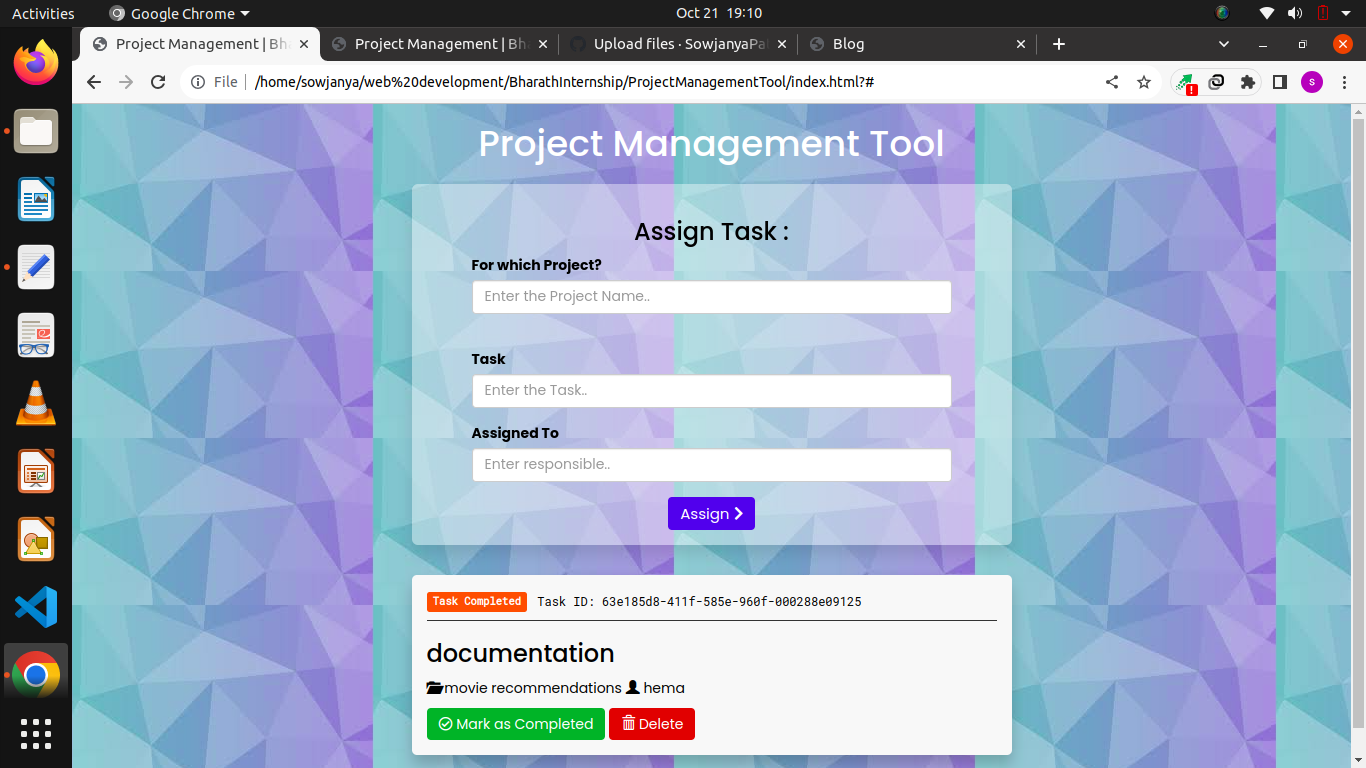 Activities Google Chrome Oct 21 19:10
Project Management | Bha Project Management | Bha Upload files · SowjanyaPa Blog
File /home/sowjanya/web%20development/BharathInternship/ProjectManagementTool/index.html?# s
Project Management Tool
Assign Task :
For which Project?
Enter the Project Name..
Task
Enter the Task..
Assigned To
Enter responsible..
Assign
Task Completed Task ID: 63e185d8-411f-585e-960f-000288e09125
documentation
movie recommendations hema
Mark as Completed Delete